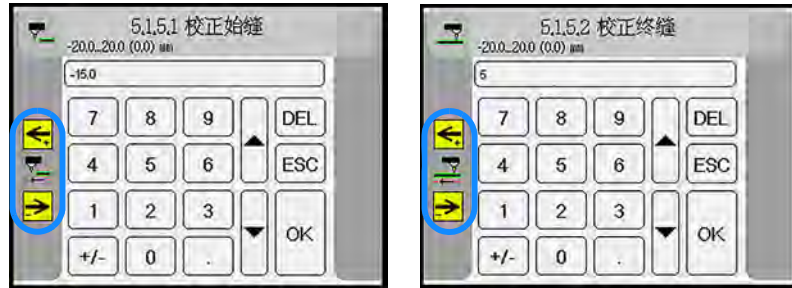 5.1.5.1 校正始缝
-20.0..20.0 (0.0) mm
-15.0
7 8 9 DEL
4 5 6 ESC
1 2 3
+/- 0 . OK
5.1.5.2 校正终缝
-20.0..20.0 (0.0) mm
5
7 8 9 DEL
4 5 6 ESC
1 2 3
+/- 0 . OK